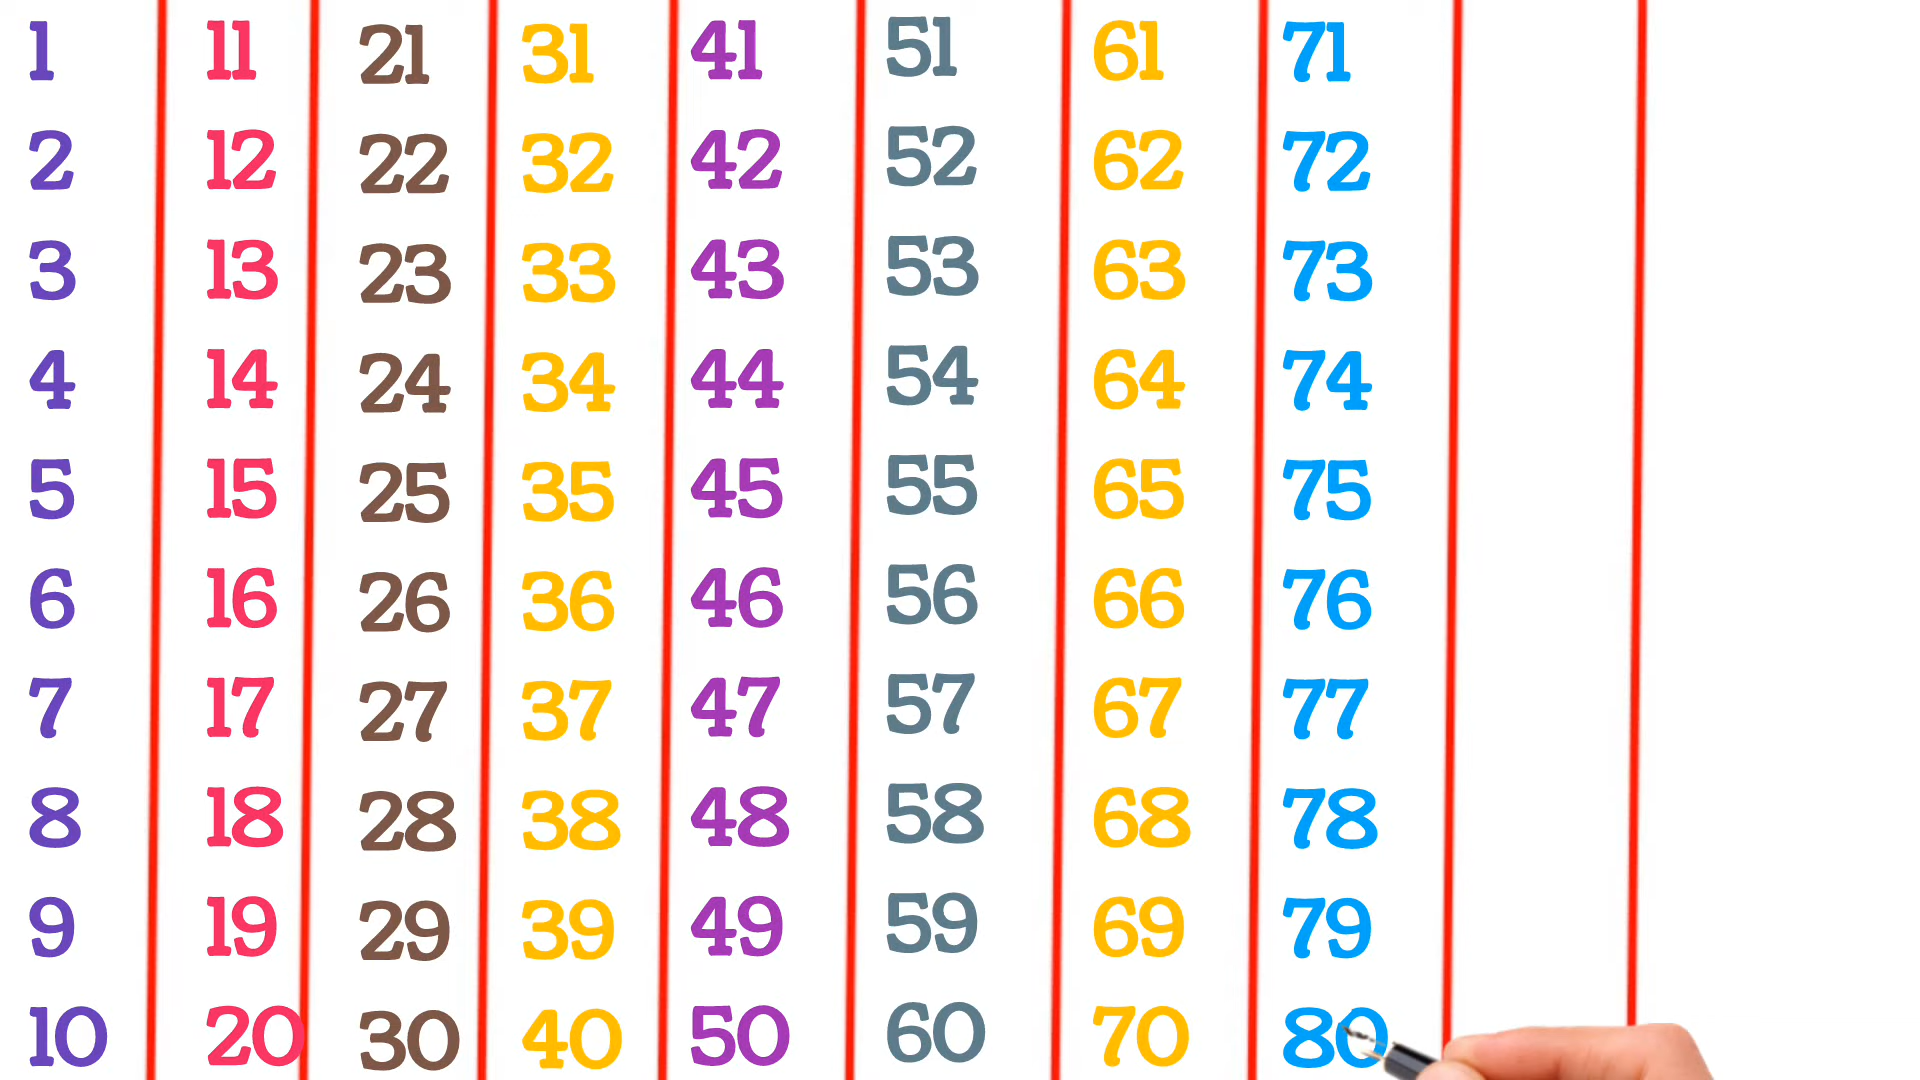 1 11 21 31 41 51 61 71
2 12 22 32 42 52 62 72
3 13 23 33 43 53 63 73
4 14 24 34 44 54 64 74
5 15 25 35 45 55 65 75
6 16 26 36 46 56 66 76
7 17 27 37 47 57 67 77
8 18 28 38 48 58 68 78
9 19 29 39 49 59 69 79
10 20 30 40 50 60 70 80